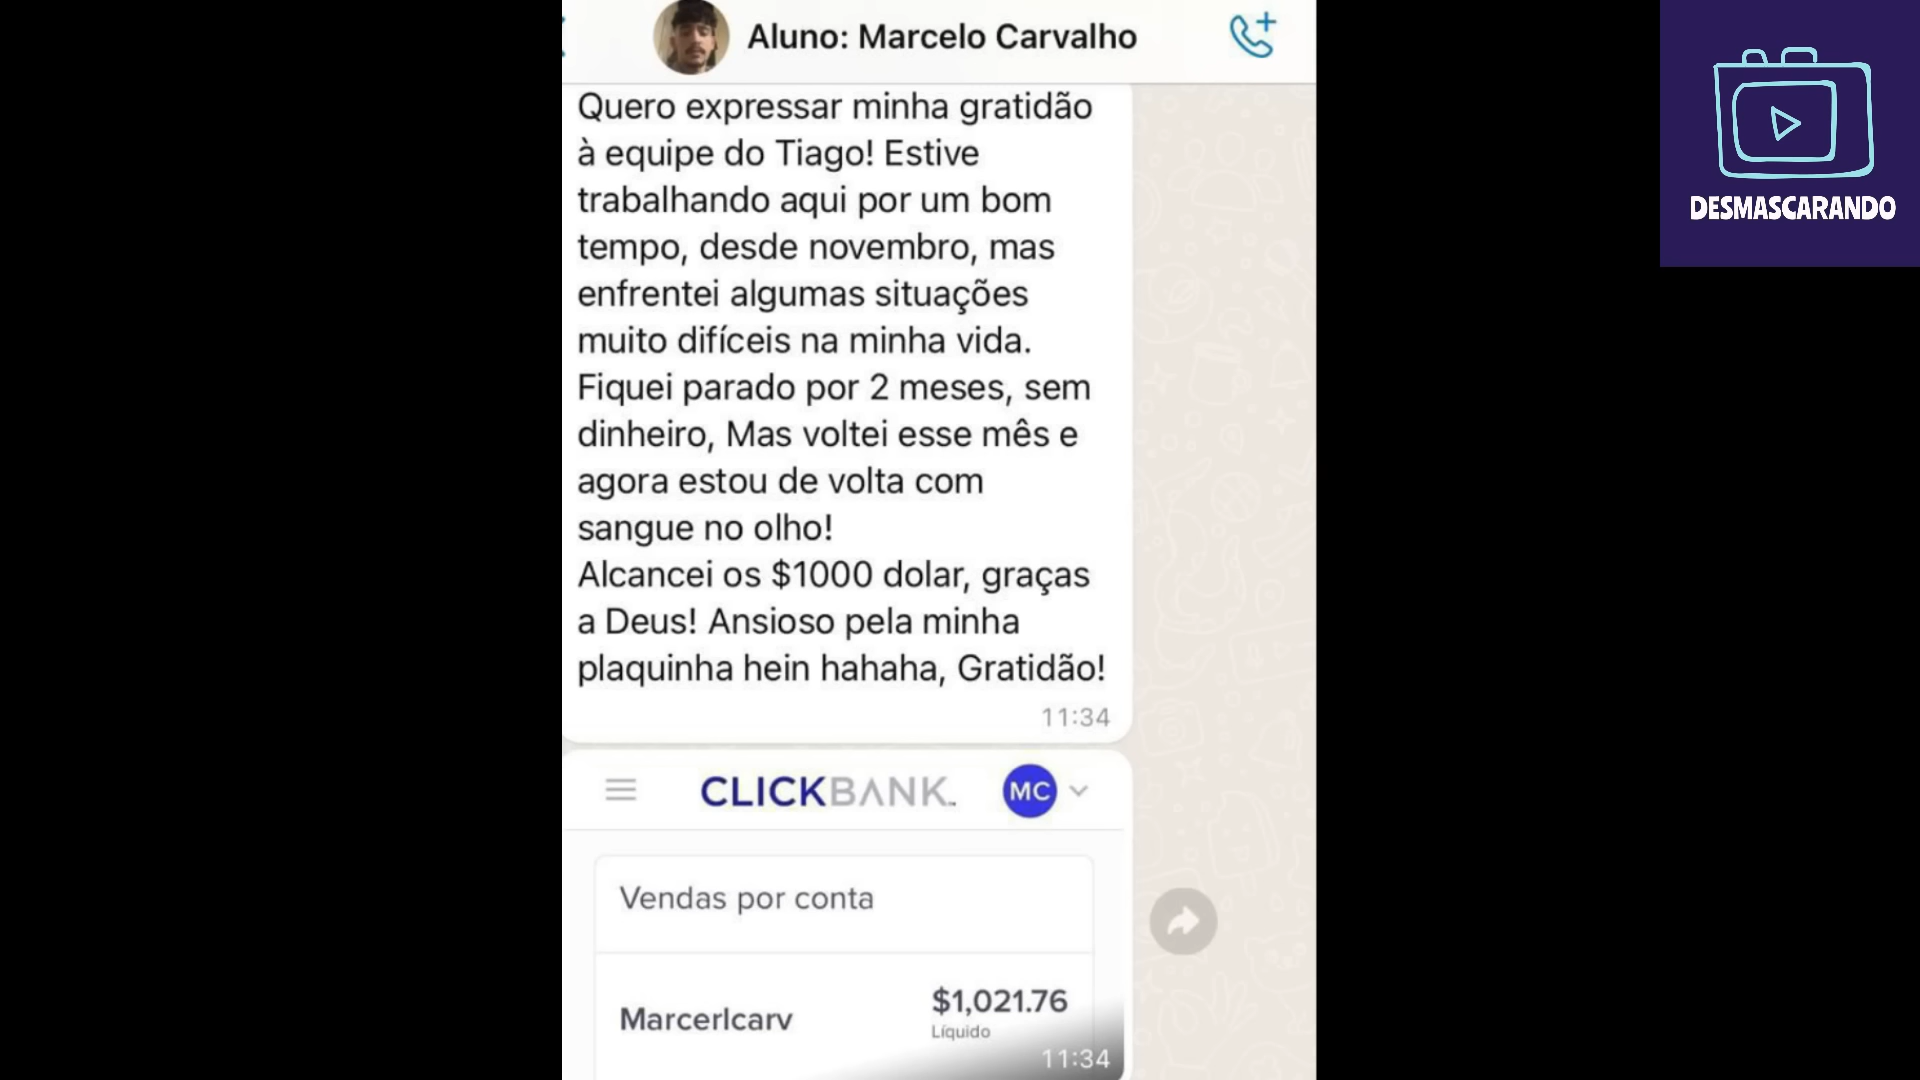 Aluno: Marcelo Carvalho
DESMASCARANDO
Quero expressar minha gratidão
à equipe do Tiago! Estive
trabalhando aqui por um bom
tempo, desde novembro, mas
enfrentei algumas situações
muito difíceis na minha vida.
Fiquei parado por 2 meses, sem
dinheiro, Mas voltei esse mês e
agora estou de volta com
sangue no olho!
Alcancei os $1000 dolar, graças
a Deus! Ansioso pela minha
plaquinha hein hahaha, Gratidão!
11:34
CLICKBANK
MC
Vendas por conta
Marcerlcarv $1,021.76
Líquido
11:34